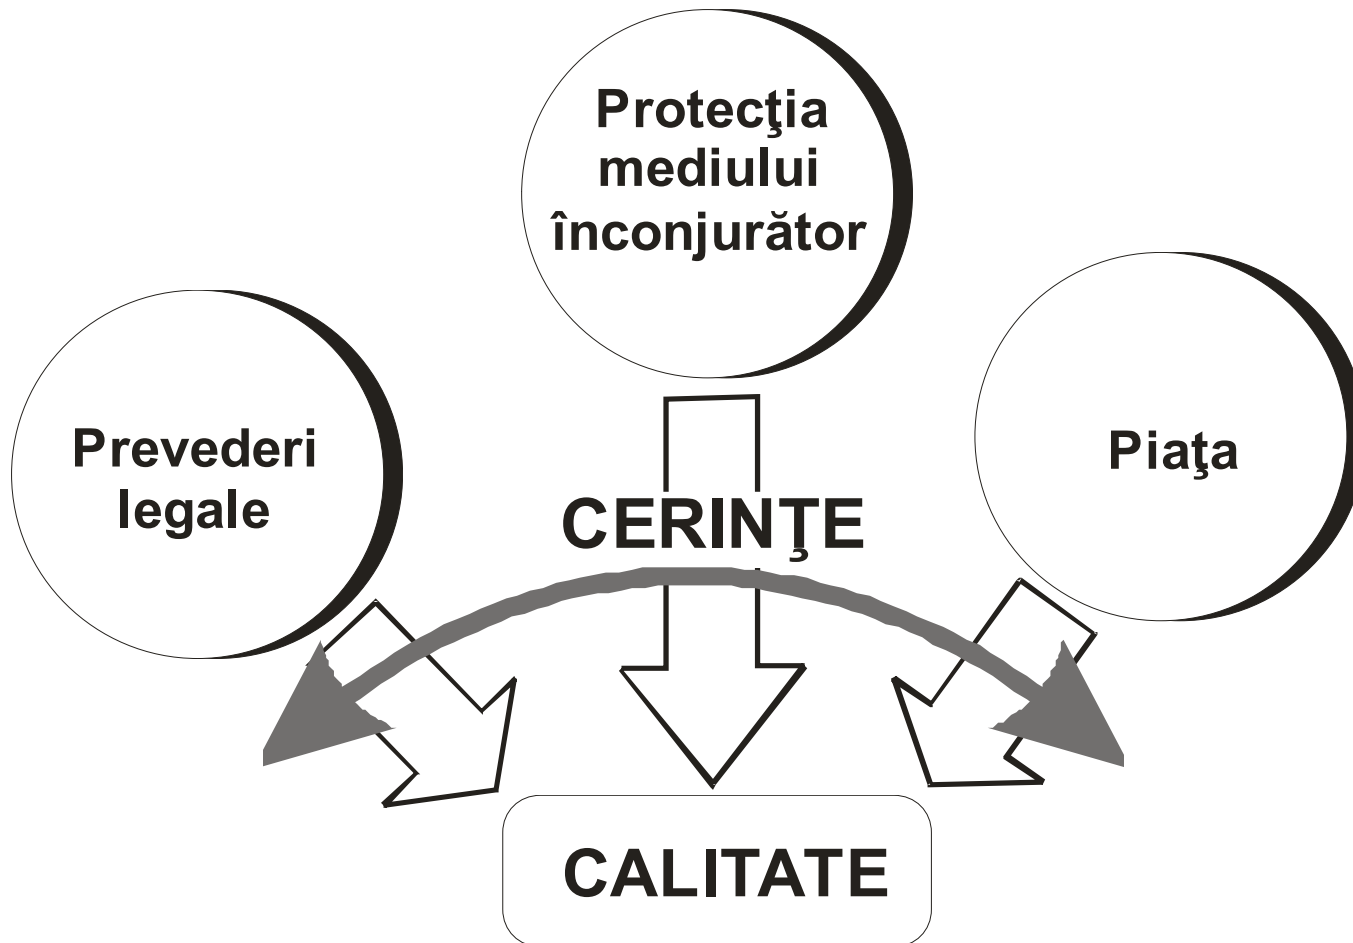 Protecţia
mediului
înconjurător
Prevederi
legale
Piaţa
CERINŢE
CALITATE